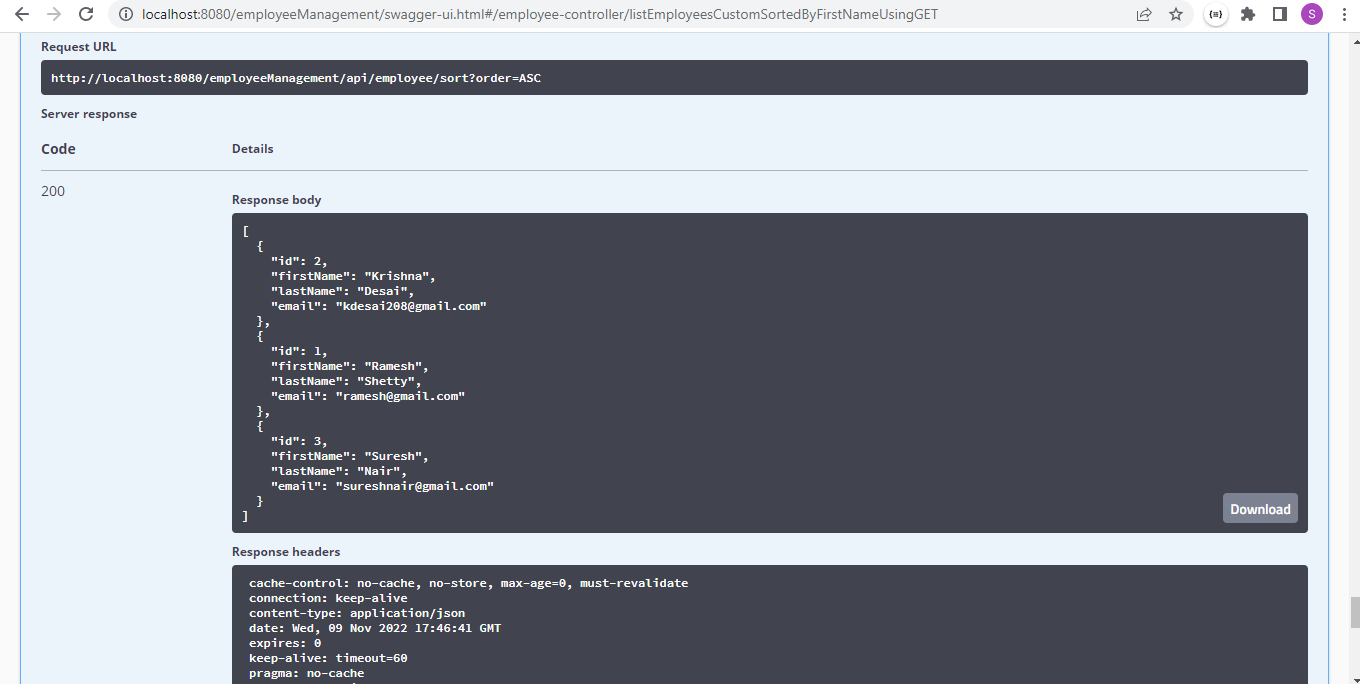 localhost:8080/employeeManagement/swagger-ui.html#/employee-controller/listEmployeesCustomSortedByFirstNameUsingGET
S
Request URL
http://localhost:8080/employeeManagement/api/employee/sort?order=ASC
Server response
Code Details
200
Response body
[
  {
    "id": 2,
    "firstName": "Krishna",
    "lastName": "Desai",
    "email": "kdesai208@gmail.com"
  },
  {
    "id": 1,
    "firstName": "Ramesh",
    "lastName": "Shetty",
    "email": "ramesh@gmail.com"
  },
  {
    "id": 3,
    "firstName": "Suresh",
    "lastName": "Nair",
    "email": "sureshnair@gmail.com"
  }
]
Download
Response headers
cache-control: no-cache, no-store, max-age=0, must-revalidate
connection: keep-alive
content-type: application/json
date: Wed, 09 Nov 2022 17:46:41 GMT
expires: 0
keep-alive: timeout=60
pragma: no-cache